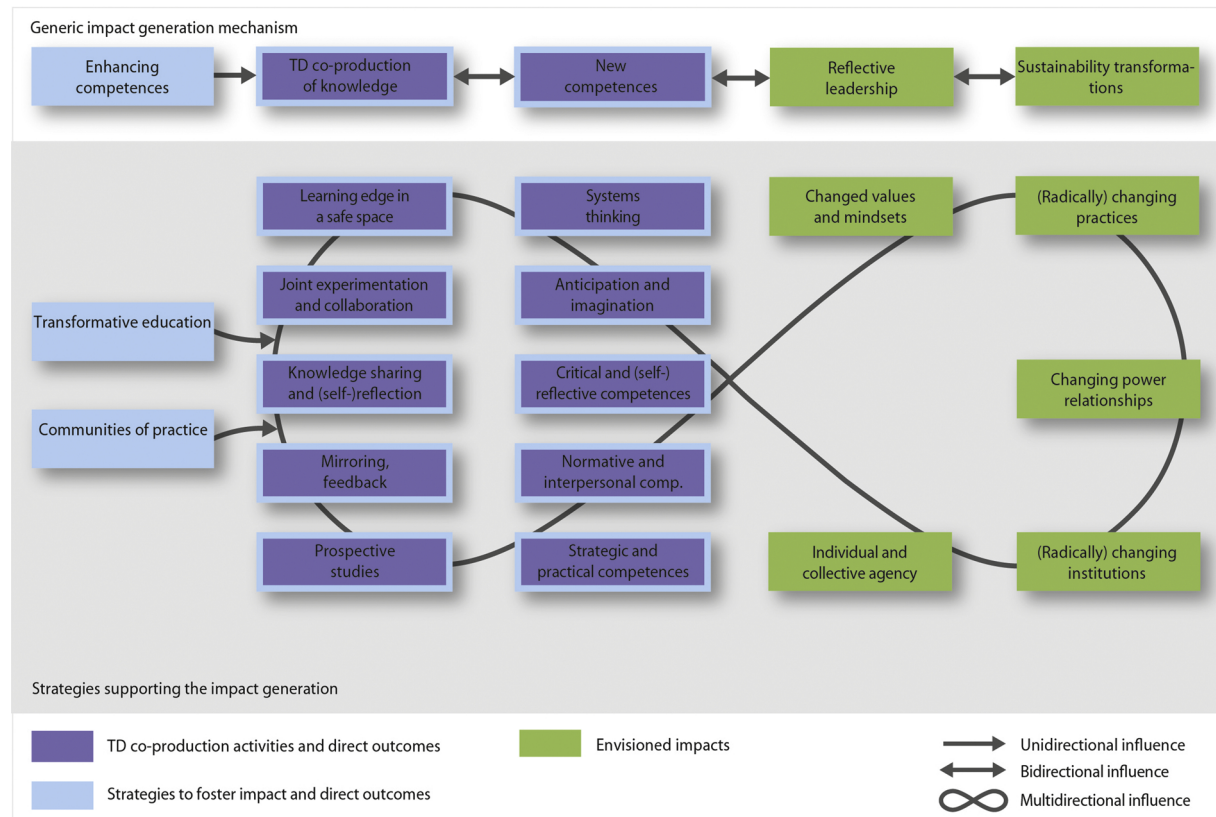 Generic impact generation mechanism
Enhancing
competences
TD co-production
of knowledge
New
competences
Reflective
leadership
Sustainability transforma-
tions
Learning edge in
a safe space
Systems
thinking
Changed values
and mindsets
(Radically) changing
practices
Joint experimentation
and collaboration
Anticipation and
imagination
Transformative education
Knowledge sharing
and (self-)reflection
Critical and (self-)
reflective competences
Changing power
relationships
Communities of practice
Mirroring,
feedback
Normative and
interpersonal comp.
Prospective
studies
Strategic and
practical competences
Individual and
collective agency
(Radically) changing
institutions
Strategies supporting the impact generation
TD co-production activities and direct outcomes
Strategies to foster impact and direct outcomes
Envisioned impacts
Unidirectional influence
Bidirectional influence
Multidirectional influence